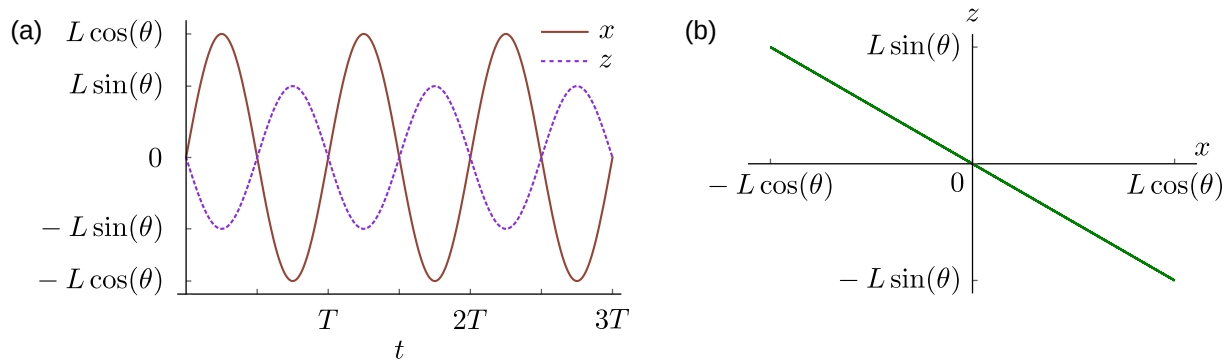 (a)
L cos(θ)
L sin(θ)
0
− L sin(θ)
− L cos(θ)
x
z
T
2T
3T
t
(b)
z
L sin(θ)
x
− L cos(θ)
0
L cos(θ)
− L sin(θ)